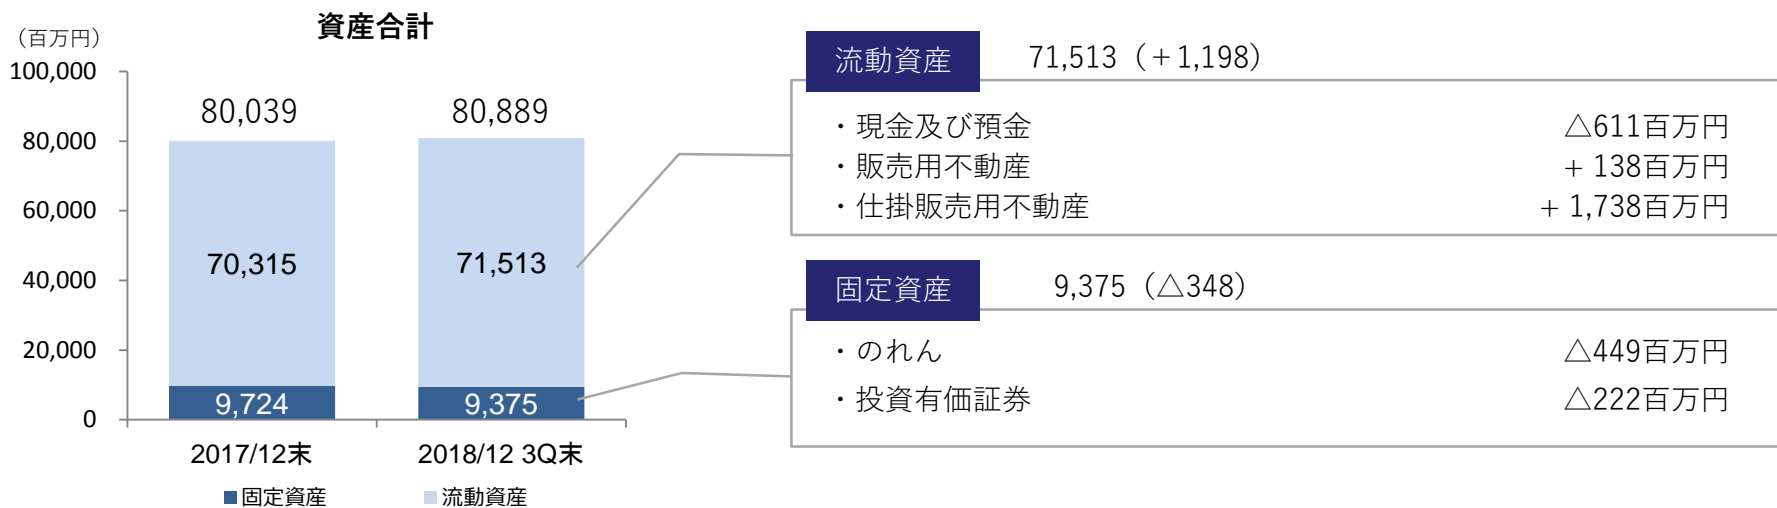 資産合計
（百万円）
100,000
80,000
60,000
40,000
20,000
0
80,039
80,889
70,315
71,513
9,724
9,375
2017/12末
2018/12 3Q末
固定資産
流動資産
流動資産 71,513（＋1,198）
・現金及び預金 △611百万円
・販売用不動産 + 138百万円
・仕掛販売用不動産 + 1,738百万円
固定資産 9,375（△348）
・のれん △449百万円
・投資有価証券 △222百万円